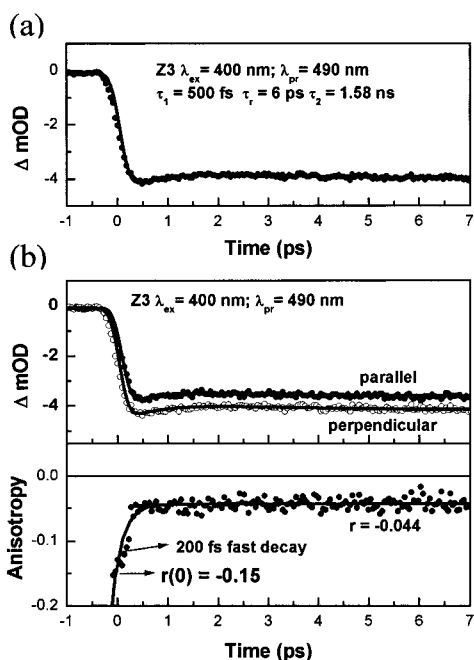 (a)
Z3 λex = 400 nm; λpr = 490 nm
τ1 = 500 fs τr = 6 ps τ2 = 1.58 ns
Δ mOD
0
-2
-4
-1 0 1 2 3 4 5 6 7
Time (ps)
(b)
Z3 λex = 400 nm; λpr = 490 nm
Δ mOD
0
-2
-4
-6
parallel
perpendicular
Anisotropy
0.0
-0.1
-0.2
r = -0.044
200 fs fast decay
r(0) = -0.15
-1 0 1 2 3 4 5 6 7
Time (ps)